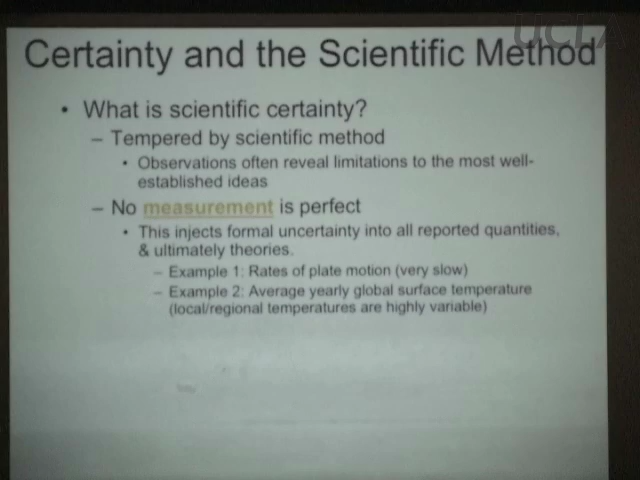 UCLA
Certainty and the Scientific Method
• What is scientific certainty?
– Tempered by scientific method
• Observations often reveal limitations to the most well-
established ideas
– No measurement is perfect
• This injects formal uncertainty into all reported quantities,
& ultimately theories.
– Example 1: Rates of plate motion (very slow)
– Example 2: Average yearly global surface temperature
(local/regional temperatures are highly variable)